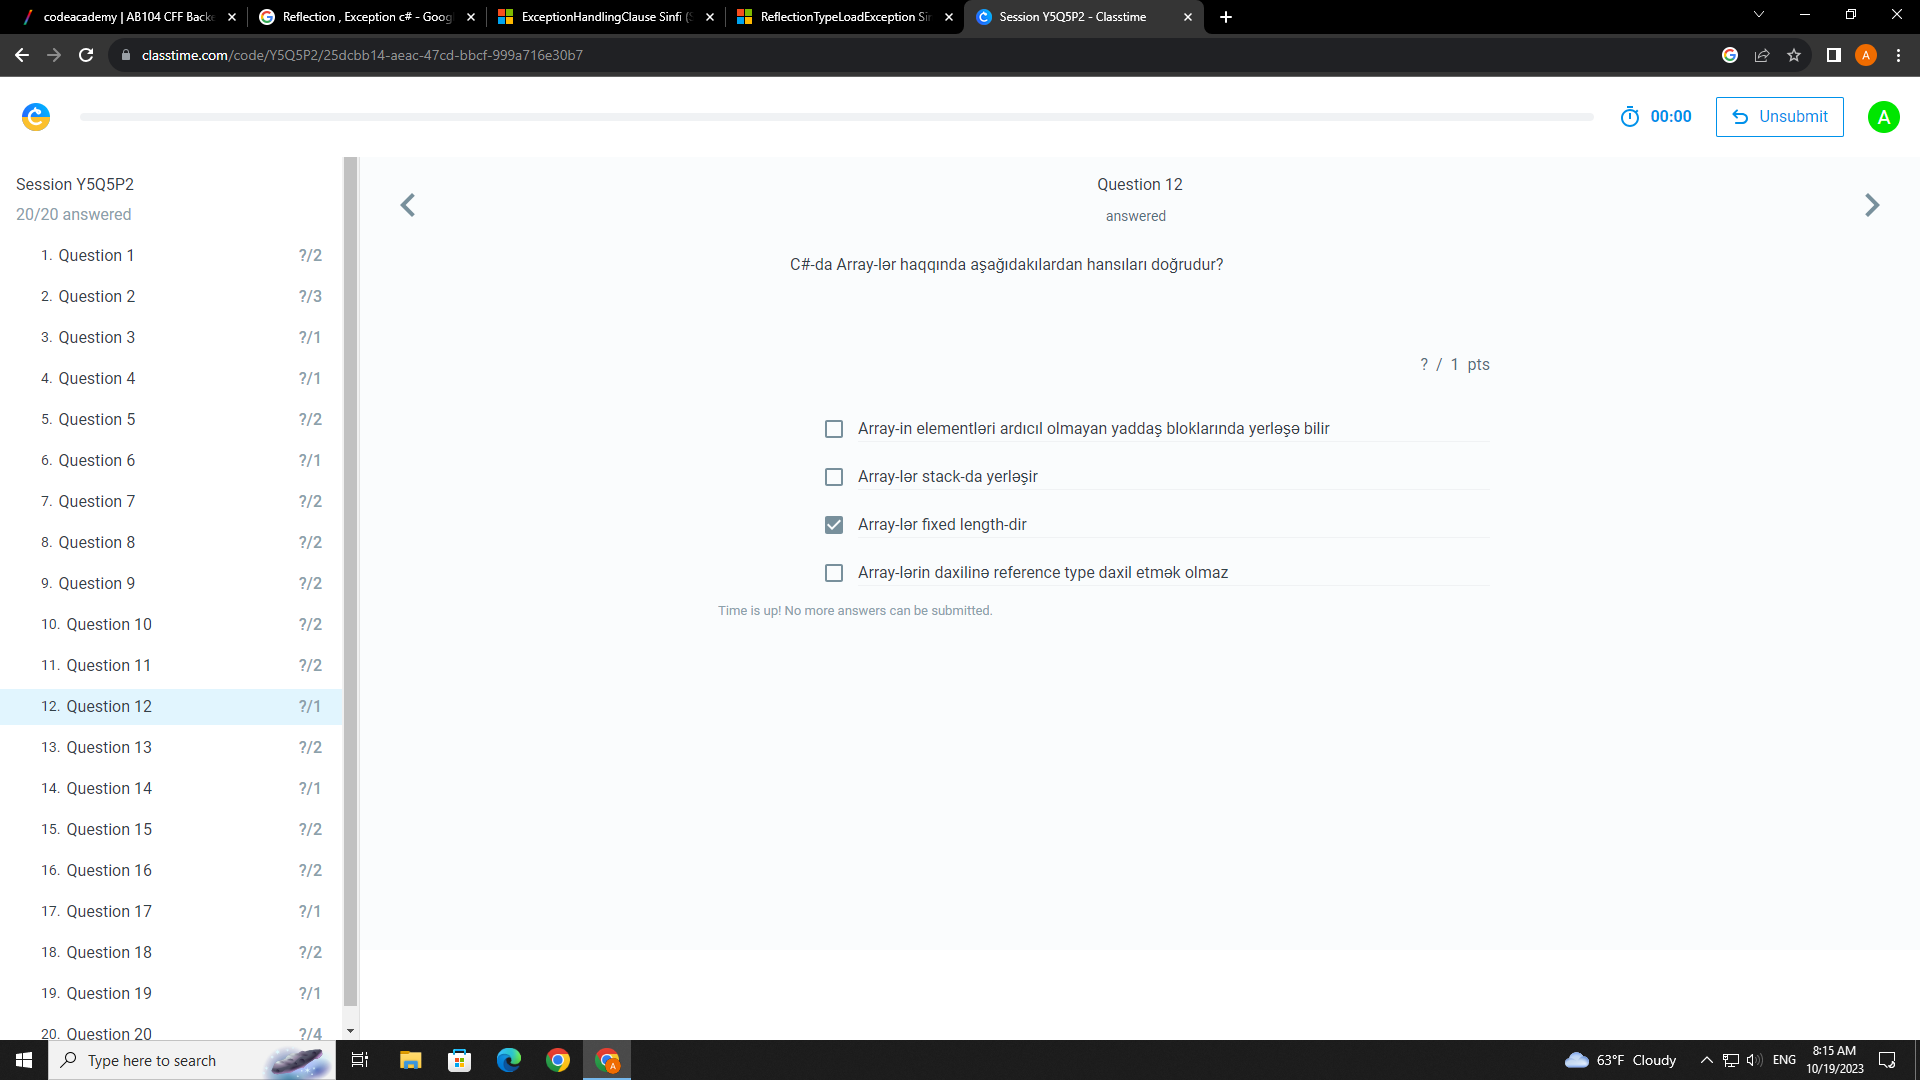 codeacademy | AB104 CFF Backe
Reflection , Exception c# - Goog
ExceptionHandlingClause Sinfi (S
ReflectionTypeLoadException Sin
Session Y5Q5P2 - Classtime
classtime.com/code/Y5Q5P2/25dcbb14-aeac-47cd-bbcf-999a716e30b7
A
00:00
Unsubmit
A
Session Y5Q5P2
20/20 answered
1. Question 1 ?/2
2. Question 2 ?/3
3. Question 3 ?/1
4. Question 4 ?/1
5. Question 5 ?/2
6. Question 6 ?/1
7. Question 7 ?/2
8. Question 8 ?/2
9. Question 9 ?/2
10. Question 10 ?/2
11. Question 11 ?/2
12. Question 12 ?/1
13. Question 13 ?/2
14. Question 14 ?/1
15. Question 15 ?/2
16. Question 16 ?/2
17. Question 17 ?/1
18. Question 18 ?/2
19. Question 19 ?/1
20. Question 20 ?/4
Question 12
answered
C#-da Array-lər haqqında aşağıdakılardan hansıları doğrudur?
? / 1 pts
Array-in elementləri ardıcıl olmayan yaddaş bloklarında yerləşə bilir
Array-lər stack-da yerləşir
Array-lər fixed length-dir
Array-lərin daxilinə reference type daxil etmək olmaz
Time is up! No more answers can be submitted.
Type here to search
A
63°F Cloudy
ENG
8:15 AM
10/19/2023